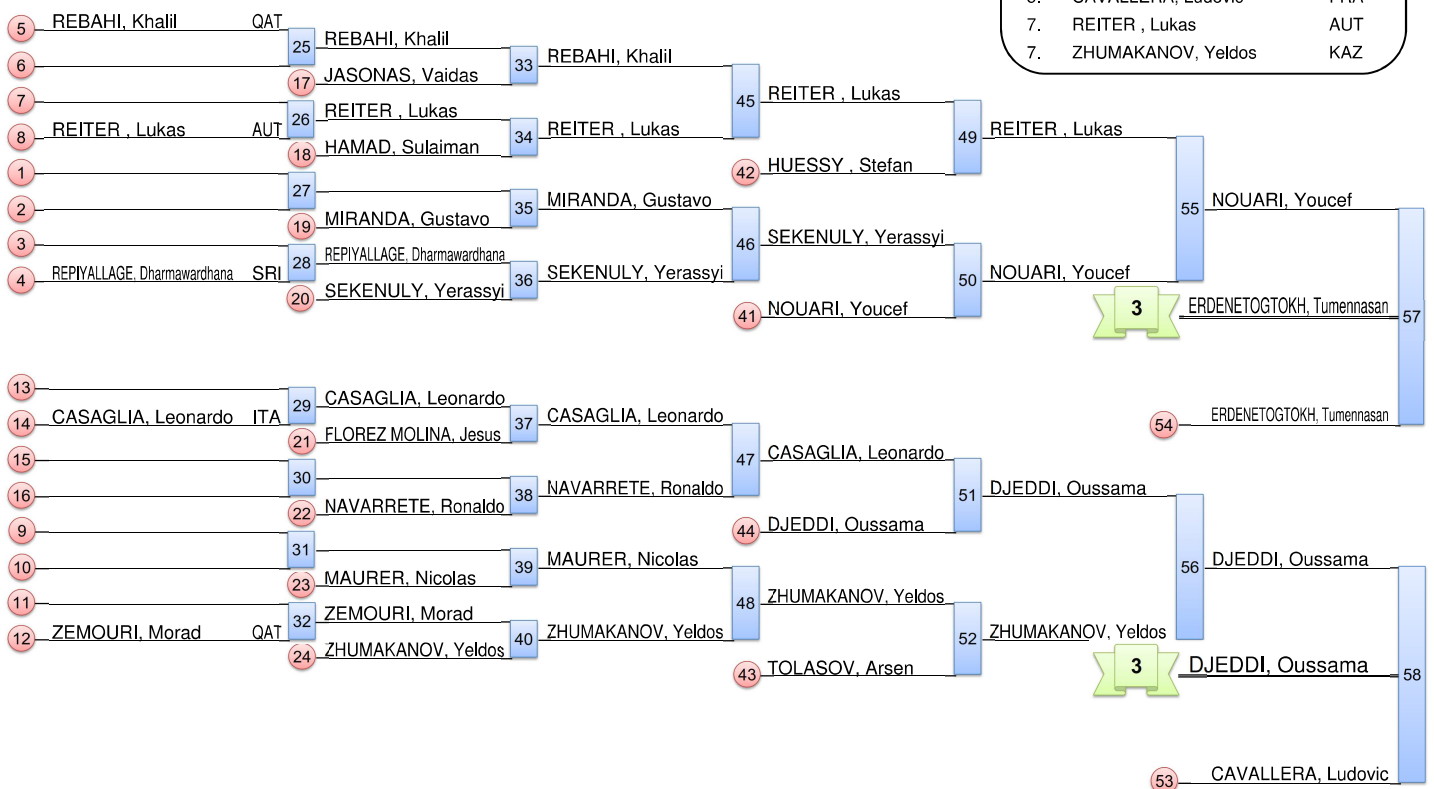 5. CAVALLERA, Ludovic FRA
7. REITER , Lukas AUT
7. ZHUMAKANOV, Yeldos KAZ
5 REBAHI, Khalil QAT
25 REBAHI, Khalil
6
17 JASONAS, Vaidas
33 REBAHI, Khalil
7
26 REITER , Lukas
8 REITER , Lukas AUT
18 HAMAD, Sulaiman
34 REITER , Lukas
45 REITER , Lukas
42 HUESSY , Stefan
49 REITER , Lukas
1
27
2
19 MIRANDA, Gustavo
35 MIRANDA, Gustavo
3
28 REPIYALLAGE, Dharmawardhana
4 REPIYALLAGE, Dharmawardhana SRI
20 SEKENULY, Yerassyi
36 SEKENULY, Yerassyi
46 SEKENULY, Yerassyi
41 NOUARI, Youcef
50 NOUARI, Youcef
55 NOUARI, Youcef
3 ERDENETOGTOKH, Tumennasan
57
54 ERDENETOGTOKH, Tumennasan
13
29 CASAGLIA, Leonardo
14 CASAGLIA, Leonardo ITA
21 FLOREZ MOLINA, Jesus
37 CASAGLIA, Leonardo
15
30
16
22 NAVARRETE, Ronaldo
38 NAVARRETE, Ronaldo
47 CASAGLIA, Leonardo
44 DJEDDI, Oussama
51 DJEDDI, Oussama
9
31
10
23 MAURER, Nicolas
39 MAURER, Nicolas
11
32 ZEMOURI, Morad
12 ZEMOURI, Morad QAT
24 ZHUMAKANOV, Yeldos
40 ZHUMAKANOV, Yeldos
48 ZHUMAKANOV, Yeldos
43 TOLASOV, Arsen
52 ZHUMAKANOV, Yeldos
56 DJEDDI, Oussama
3 DJEDDI, Oussama
58
53 CAVALLERA, Ludovic